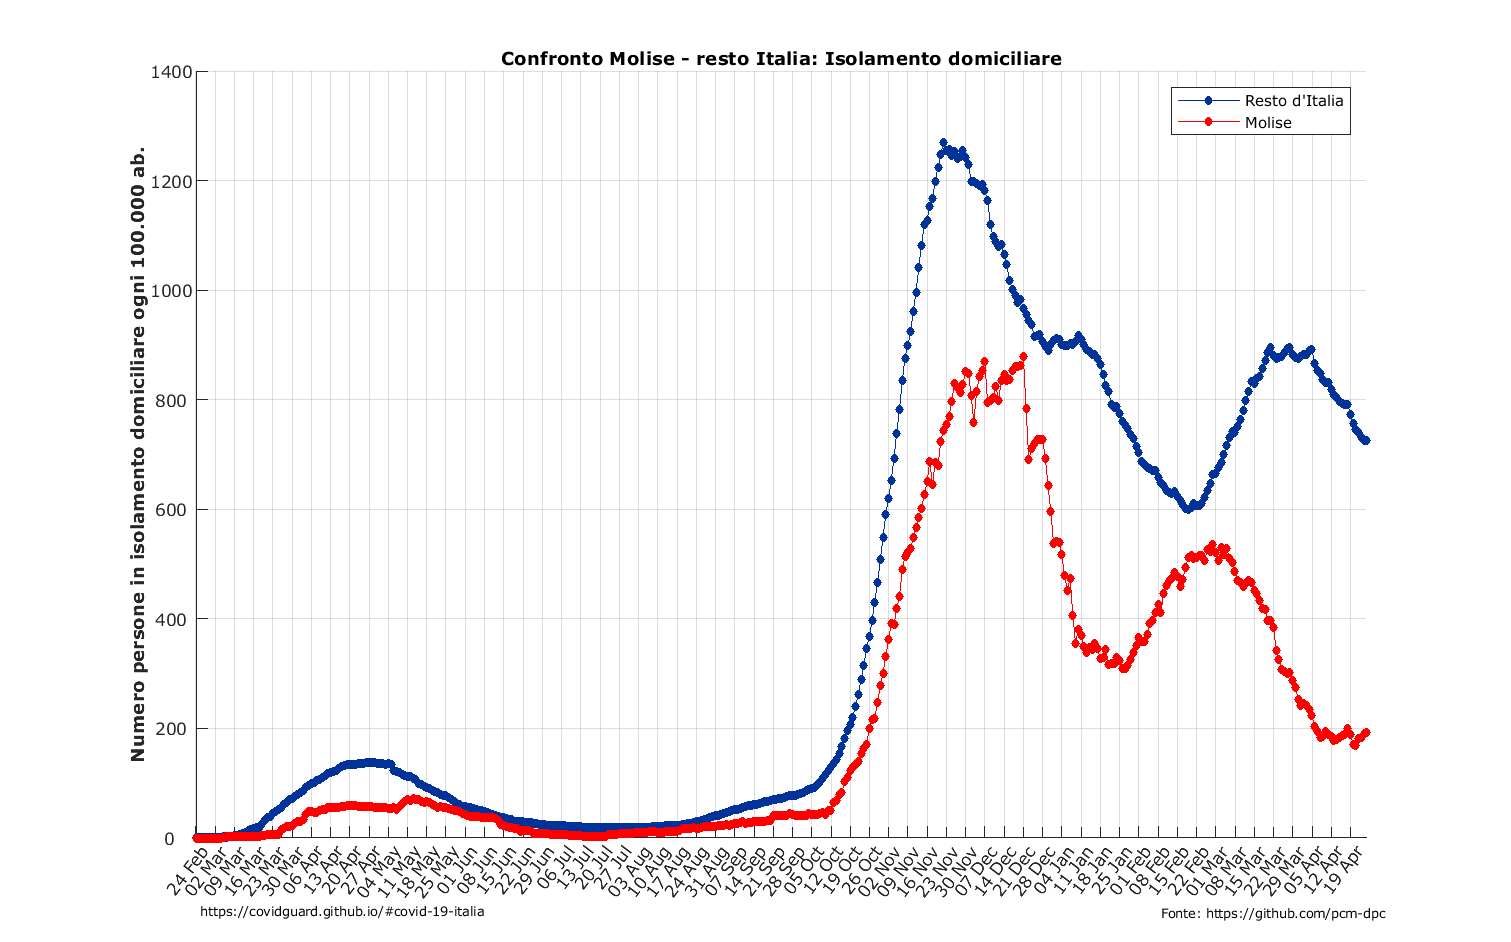 Confronto Molise - resto Italia: Isolamento domiciliare
Resto d'Italia
Molise
Numero persone in isolamento domiciliare ogni 100.000 ab.
1400
1200
1000
800
600
400
200
0
24 Feb
02 Mar
09 Mar
16 Mar
23 Mar
30 Mar
06 Apr
13 Apr
20 Apr
27 Apr
04 May
11 May
18 May
25 May
01 Jun
08 Jun
15 Jun
22 Jun
29 Jun
06 Jul
13 Jul
20 Jul
27 Jul
03 Aug
10 Aug
17 Aug
24 Aug
31 Aug
07 Sep
14 Sep
21 Sep
28 Sep
05 Oct
12 Oct
19 Oct
26 Oct
02 Nov
09 Nov
16 Nov
23 Nov
30 Nov
07 Dec
14 Dec
21 Dec
28 Dec
04 Jan
11 Jan
18 Jan
25 Jan
01 Feb
08 Feb
15 Feb
22 Feb
01 Mar
08 Mar
15 Mar
22 Mar
29 Mar
05 Apr
12 Apr
19 Apr
https://covidguard.github.io/#covid-19-italia
Fonte: https://github.com/pcm-dpc